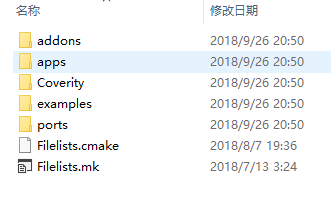 名称 修改日期
addons 2018/9/26 20:50
apps 2018/9/26 20:50
Coverity 2018/9/26 20:50
examples 2018/9/26 20:50
ports 2018/9/26 20:50
Filelists.cmake 2018/8/7 19:36
Filelists.mk 2018/7/13 3:24